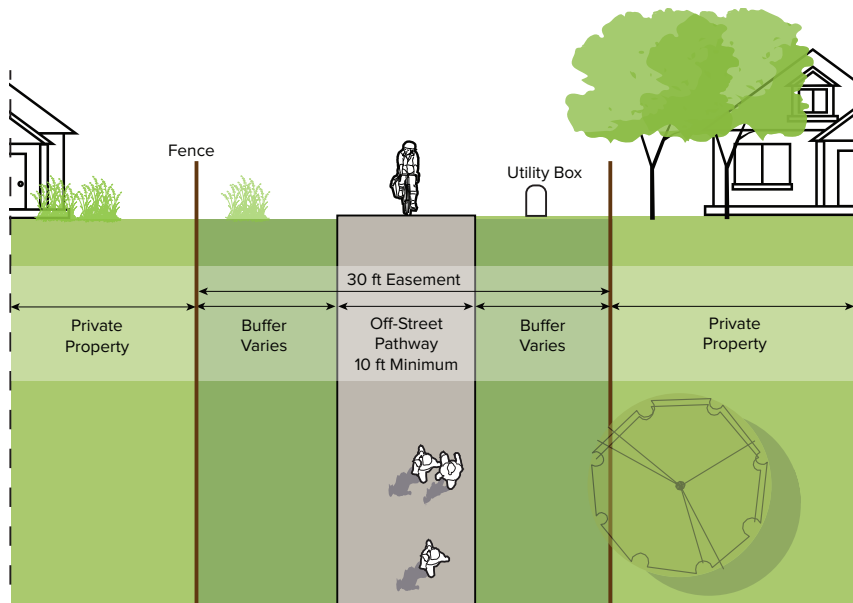 Fence
Utility Box
30 ft Easement
Private
Property
Buffer
Varies
Off-Street
Pathway
10 ft Minimum
Buffer
Varies
Private
Property